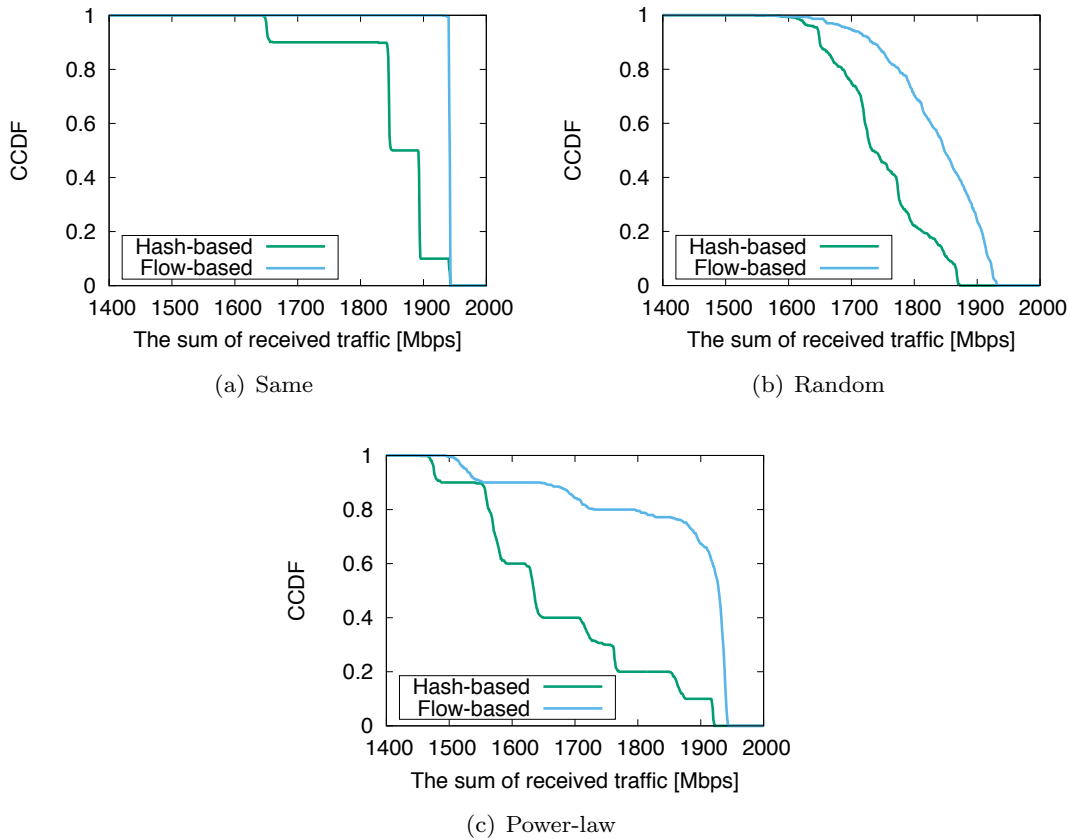 1
0.8
0.6
0.4
0.2
0
CCDF
Hash-based
Flow-based
1400 1500 1600 1700 1800 1900 2000
The sum of received traffic [Mbps]
(a) Same
1
0.8
0.6
0.4
0.2
0
CCDF
Hash-based
Flow-based
1400 1500 1600 1700 1800 1900 2000
The sum of received traffic [Mbps]
(b) Random
1
0.8
0.6
0.4
0.2
0
CCDF
Hash-based
Flow-based
1400 1500 1600 1700 1800 1900 2000
The sum of received traffic [Mbps]
(c) Power-law